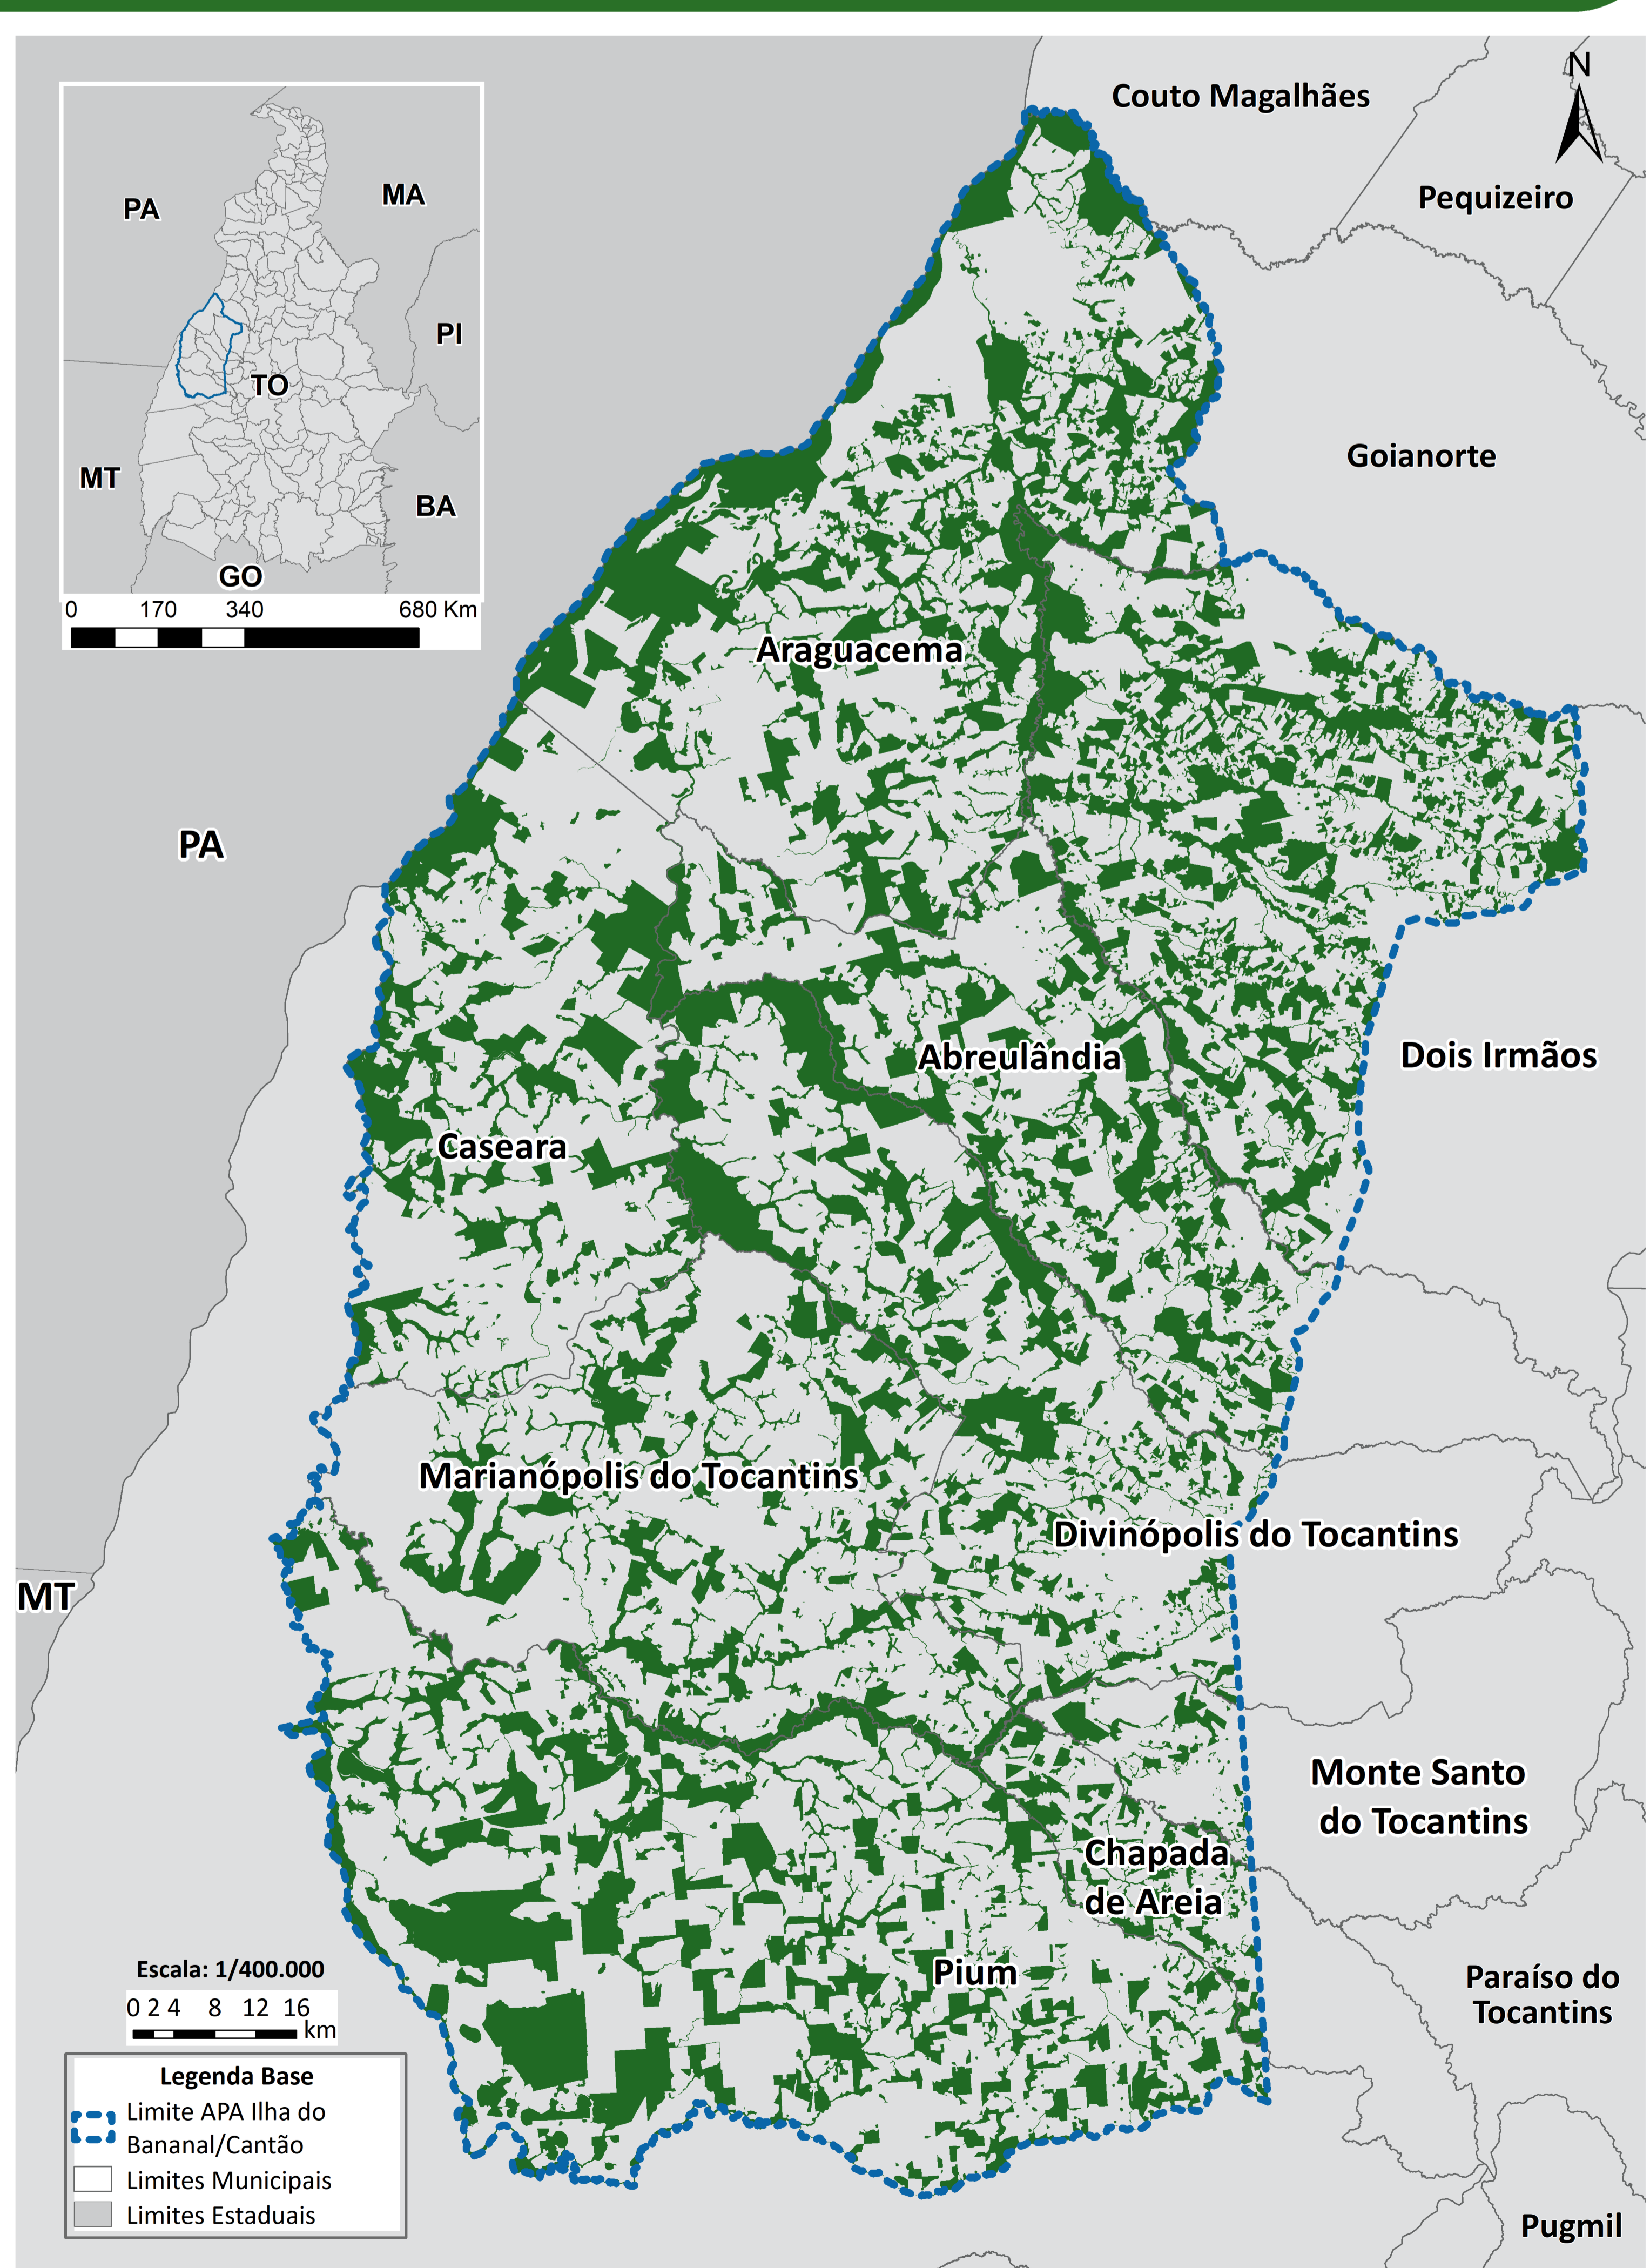 Couto Magalhães
N
Pequizeiro
PA
MA
PI
TO
MT
BA
GO
0 170 340 680 Km
Goianorte
Araguacema
PA
Abreulândia
Dois Irmãos
Caseara
Marianópolis do Tocantins
Divinópolis do Tocantins
MT
Monte Santo
do Tocantins
Chapada
de Areia
Pium
Paraíso do
Tocantins
Escala: 1/400.000
0 2 4 8 12 16
km
Legenda Base
Limite APA Ilha do
Bananal/Cantão
Limites Municipais
Limites Estaduais
Pugmil